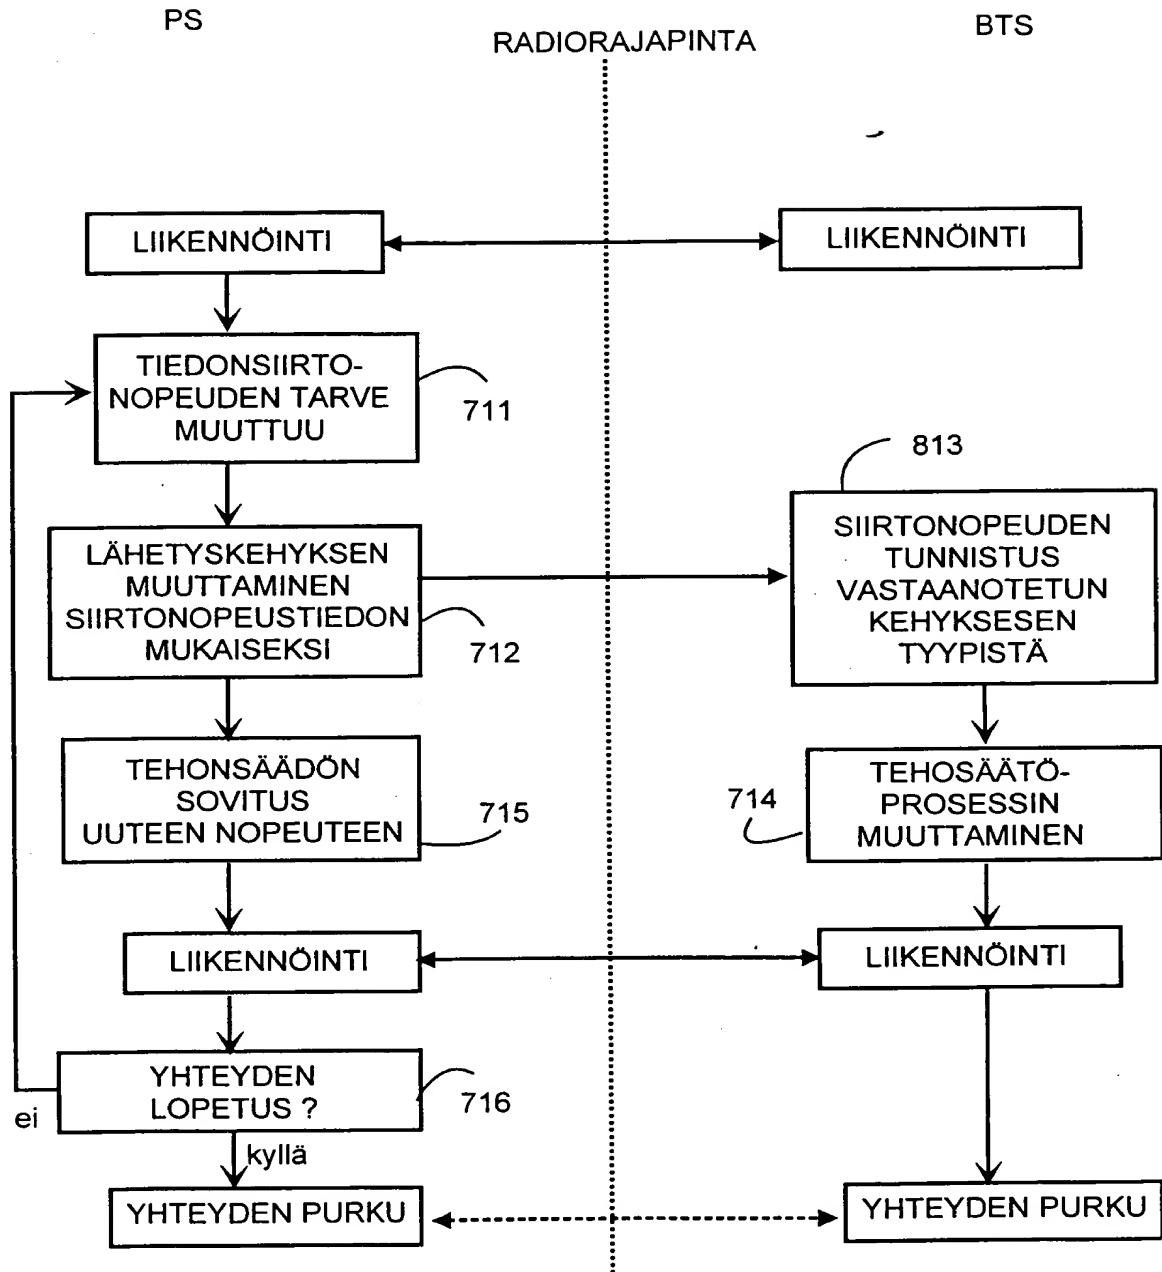 PS
RADIORAJAPINTA
BTS
LIIKENNÖINTI
LIIKENNÖINTI
TIEDONSIIRTO-
NOPEUDEN TARVE
MUUTTUU
711
813
LÄHETYSKEHYKSEN
MUUTTAMINEN
SIIRTONOPEUSTIEDON
MUKAISEKSI
712
SIIRTONOPEUDEN
TUNNISTUS
VASTAANOTETUN
KEHYKSESEN
TYYPISTÄ
TEHONSÄÄDÖN
SOVITUS
UUTEEN NOPEUTEEN
715
714
TEHOSÄÄTÖ-
PROSESSIN
MUUTTAMINEN
LIIKENNÖINTI
LIIKENNÖINTI
YHTEYDEN
LOPETUS ?
716
ei
kyllä
YHTEYDEN PURKU
YHTEYDEN PURKU